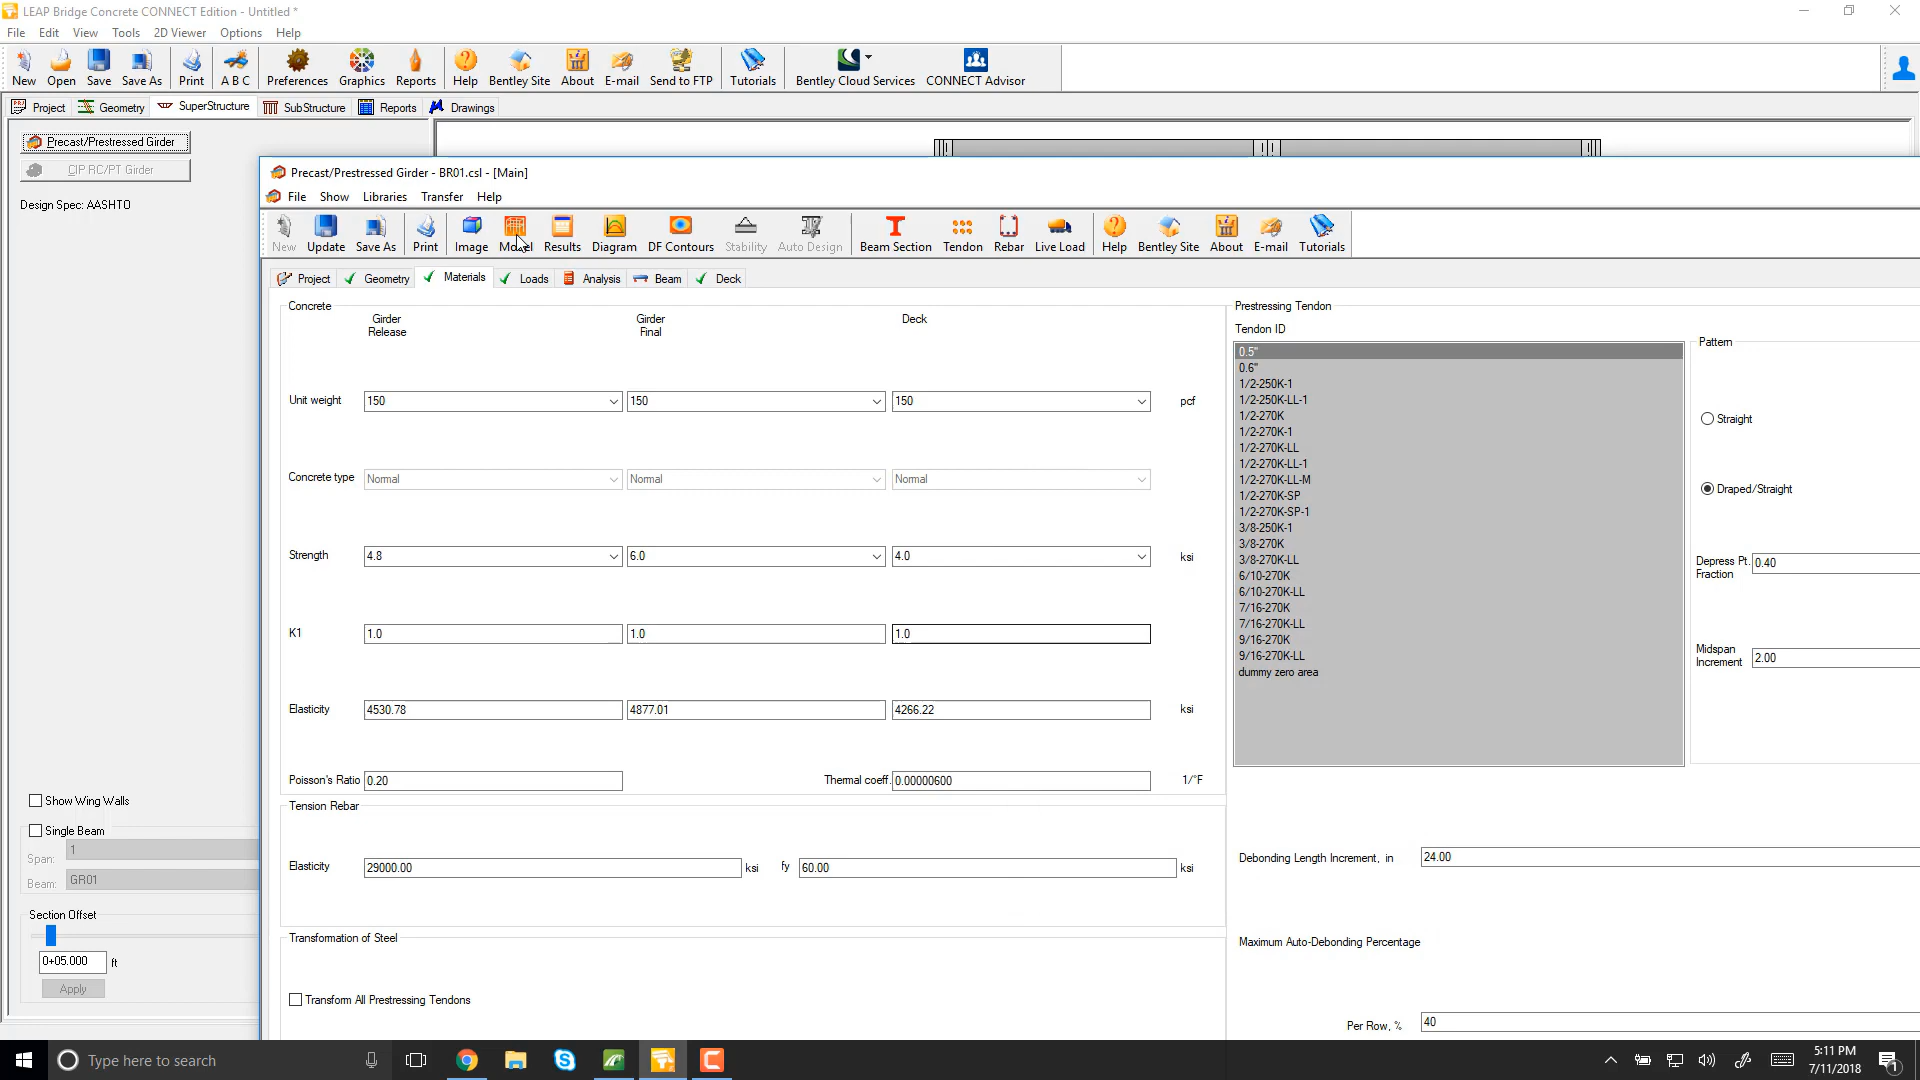 LEAP Bridge Concrete CONNECT Edition - Untitled *
File Edit View Tools 2D Viewer Options Help
New Open Save Save As Print A B C Preferences Graphics Reports Help Bentley Site About E-mail Send to FTP Tutorials Bentley Cloud Services CONNECT Advisor
Project Geometry SuperStructure SubStructure Reports Drawings
Precast/Prestressed Girder
CIP RC/PT Girder
Design Spec: AASHTO
Precast/Prestressed Girder - BR01.csl - [Main]
File Show Libraries Transfer Help
New Update Save As Print Image Model Results Diagram DF Contours Stability Auto Design Beam Section Tendon Rebar Live Load Help Bentley Site About E-mail Tutorials
Project Geometry Materials Loads Analysis Beam Deck
Concrete
Girder Release
Girder Final
Deck
Unit weight 150 150 150 pcf
Concrete type Normal Normal Normal
Strength 4.8 6.0 4.0 ksi
K1 1.0 1.0 1.0
Elasticity 4530.78 4877.01 4266.22 ksi
Poisson's Ratio 0.20 Thermal coeff. 0.00000600 1/°F
Tension Rebar
Elasticity 29000.00 ksi fy 60.00 ksi
Transformation of Steel
Transform All Prestressing Tendons
Prestressing Tendon
Tendon ID
0.5"
0.6"
1/2-250K-1
1/2-250K-LL-1
1/2-270K
1/2-270K-1
1/2-270K-LL
1/2-270K-LL-1
1/2-270K-LL-M
1/2-270K-SP
1/2-270K-SP-1
3/8-250K-1
3/8-270K
3/8-270K-LL
6/10-270K
6/10-270K-LL
7/16-270K
7/16-270K-LL
9/16-270K
9/16-270K-LL
dummy zero area
Pattern
Straight
Draped/Straight
Depress Pt. Fraction 0.40
Midspan Increment 2.00
Debonding Length Increment, in 24.00
Maximum Auto-Debonding Percentage
Per Row, % 40
Show Wing Walls
Single Beam
Span: 1
Beam: GR01
Section Offset
0+05.000 ft
Apply
Type here to search
5:11 PM
7/11/2018
1